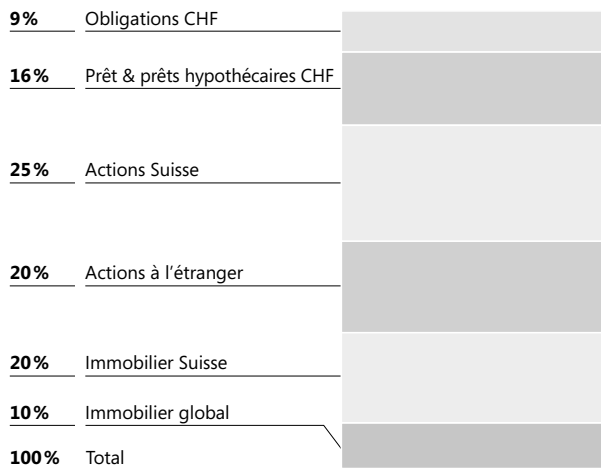 9% Obligations CHF
16% Prêt & prêts hypothécaires CHF
25% Actions Suisse
20% Actions à l'étranger
20% Immobilier Suisse
10% Immobilier global
100% Total